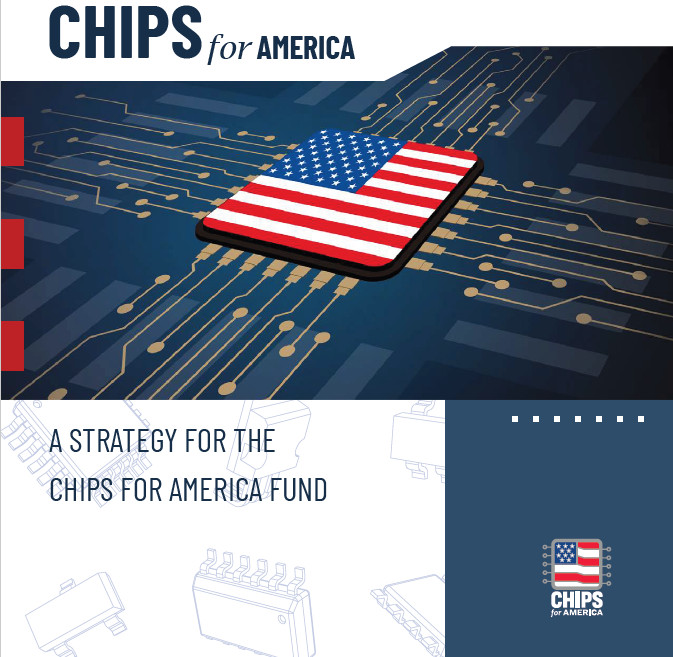 CHIPS for AMERICA
A STRATEGY FOR THE
CHIPS FOR AMERICA FUND
CHIPS
for AMERICA